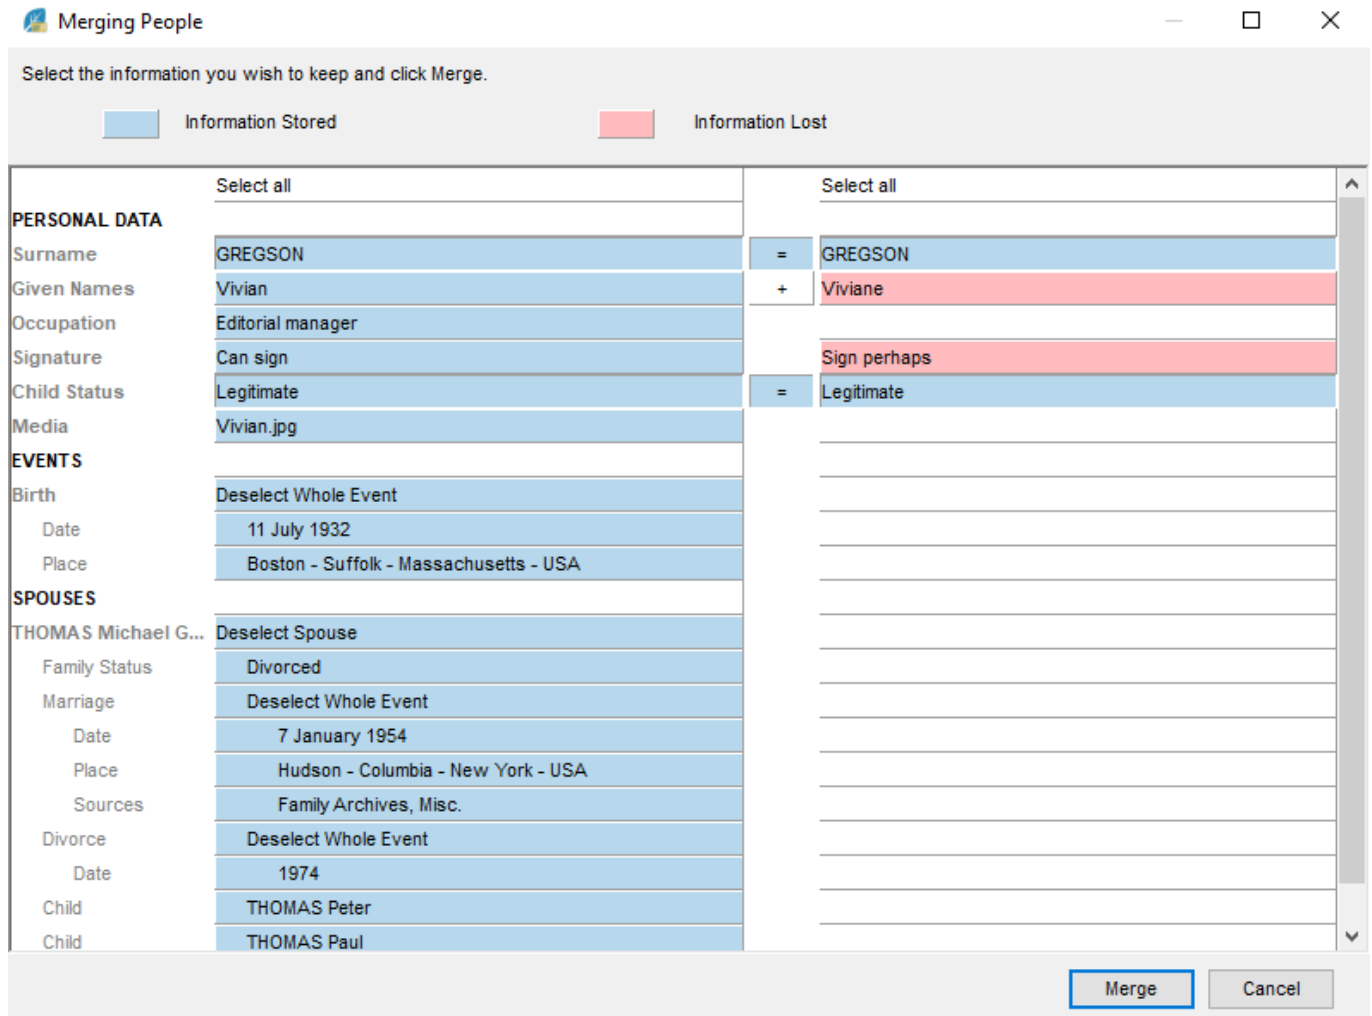 Merging People
Select the information you wish to keep and click Merge.
Information Stored Information Lost
Select all Select all
PERSONAL DATA
Surname GREGSON = GREGSON
Given Names Vivian + Viviane
Occupation Editorial manager
Signature Can sign Sign perhaps
Child Status Legitimate = Legitimate
Media Vivian.jpg
EVENTS
Birth Deselect Whole Event
Date 11 July 1932
Place Boston - Suffolk - Massachusetts - USA
SPOUSES
THOMAS Michael G... Deselect Spouse
Family Status Divorced
Marriage Deselect Whole Event
Date 7 January 1954
Place Hudson - Columbia - New York - USA
Sources Family Archives, Misc.
Divorce Deselect Whole Event
Date 1974
Child THOMAS Peter
Child THOMAS Paul
Merge Cancel